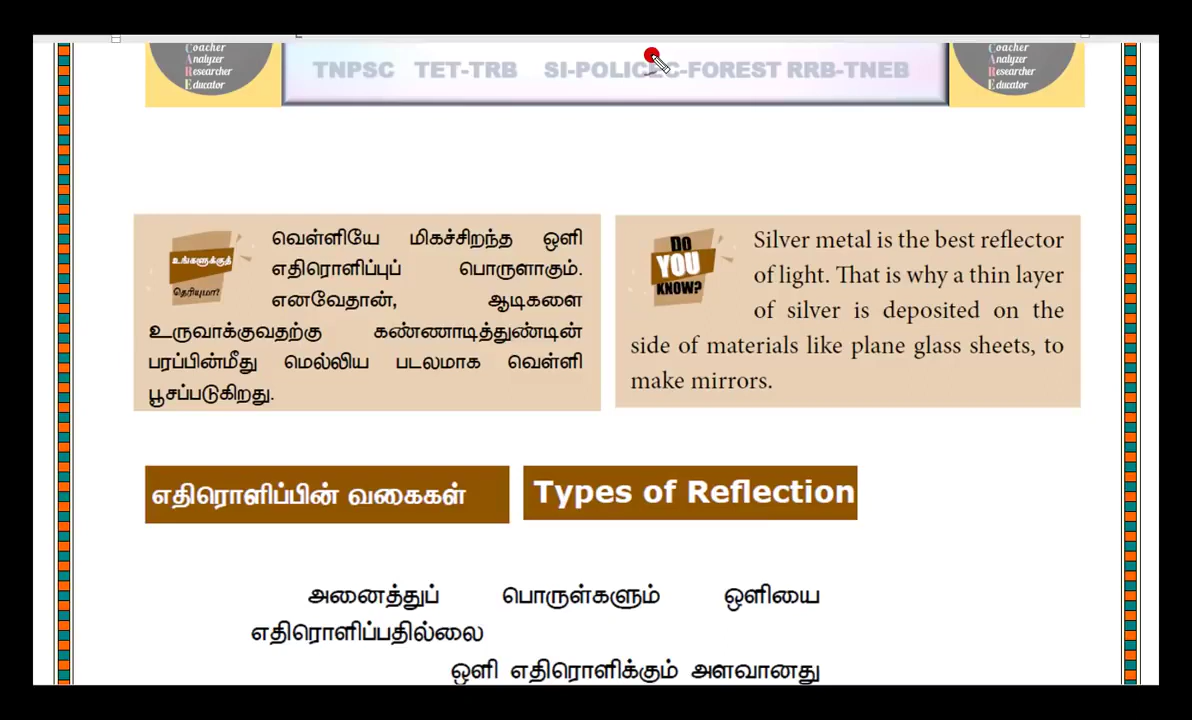 Coacher
Analyzer
Researcher
Educator
TNPSC TET-TRB SI-POLICEC-FOREST RRB-TNEB
Coacher
Analyzer
Researcher
Educator
உங்களுக்குத்
தெரியுமா?
வெள்ளியே மிகச்சிறந்த ஒளி
எதிரொளிப்புப் பொருளாகும்.
எனவேதான், ஆடிகளை
உருவாக்குவதற்கு கண்ணாடித்துண்டின்
பரப்பின்மீது மெல்லிய படலமாக வெள்ளி
பூசப்படுகிறது.
DO
YOU
KNOW?
Silver metal is the best reflector
of light. That is why a thin layer
of silver is deposited on the
side of materials like plane glass sheets, to
make mirrors.
எதிரொளிப்பின் வகைகள்
Types of Reflection
அனைத்துப் பொருள்களும் ஒளியை
எதிரொளிப்பதில்லை
ஒளி எதிரொளிக்கும் அளவானது